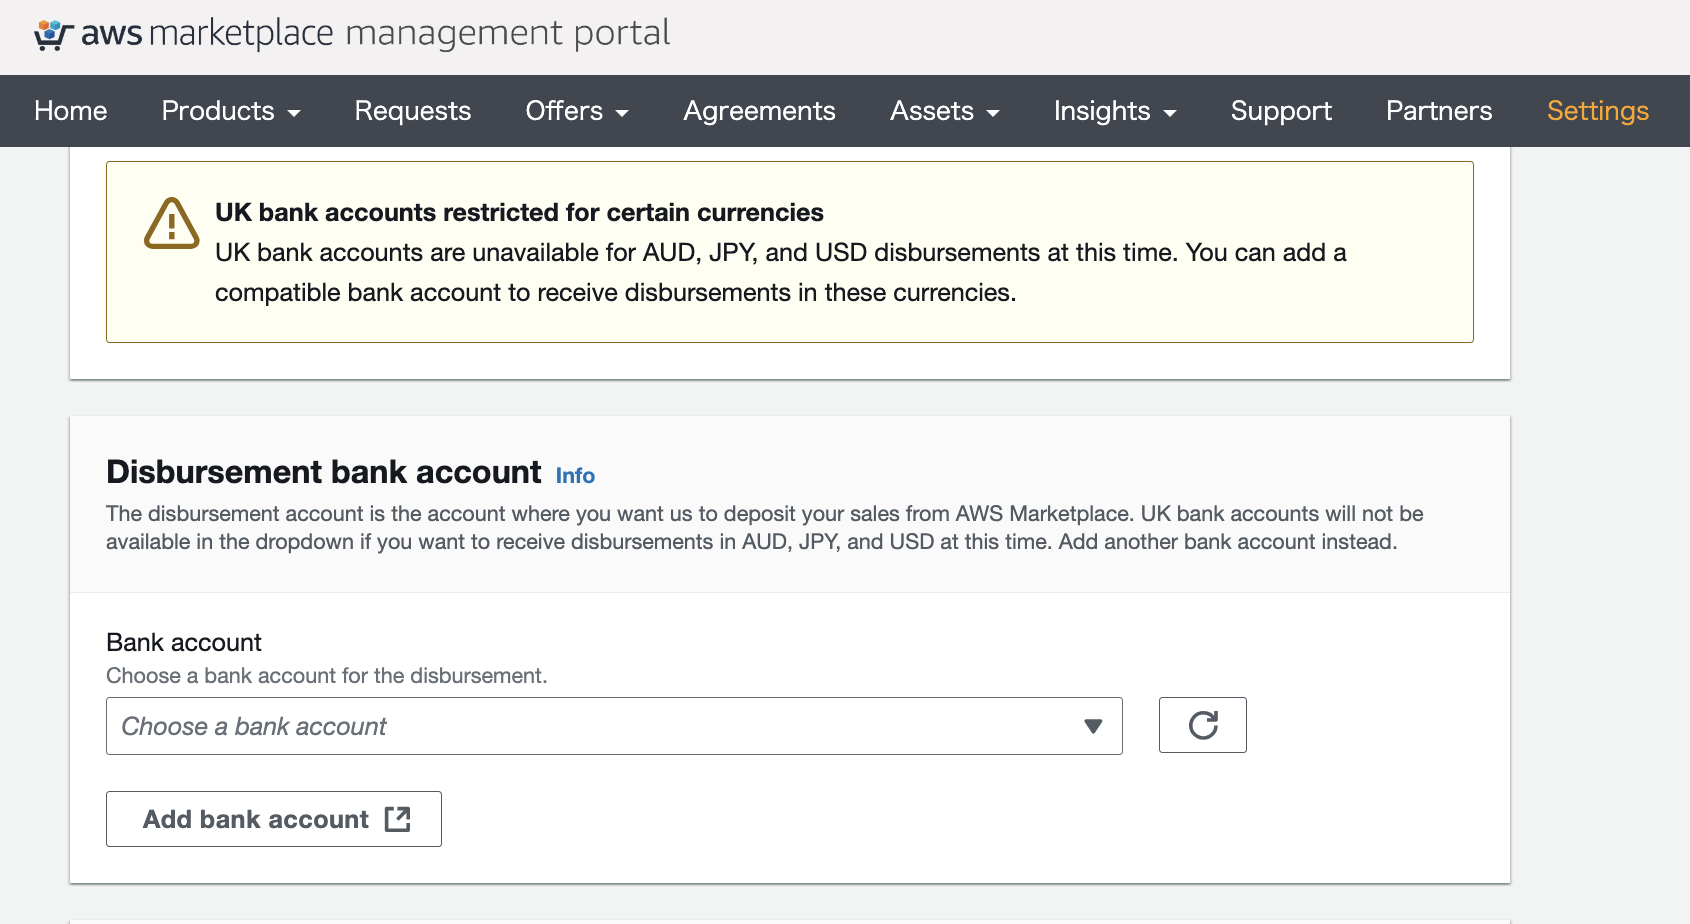 aws marketplace management portal
Home Products Requests Offers Agreements Assets Insights Support Partners Settings
UK bank accounts restricted for certain currencies
UK bank accounts are unavailable for AUD, JPY, and USD disbursements at this time. You can add a
compatible bank account to receive disbursements in these currencies.
Disbursement bank account Info
The disbursement account is the account where you want us to deposit your sales from AWS Marketplace. UK bank accounts will not be
available in the dropdown if you want to receive disbursements in AUD, JPY, and USD at this time. Add another bank account instead.
Bank account
Choose a bank account for the disbursement.
Choose a bank account
Add bank account